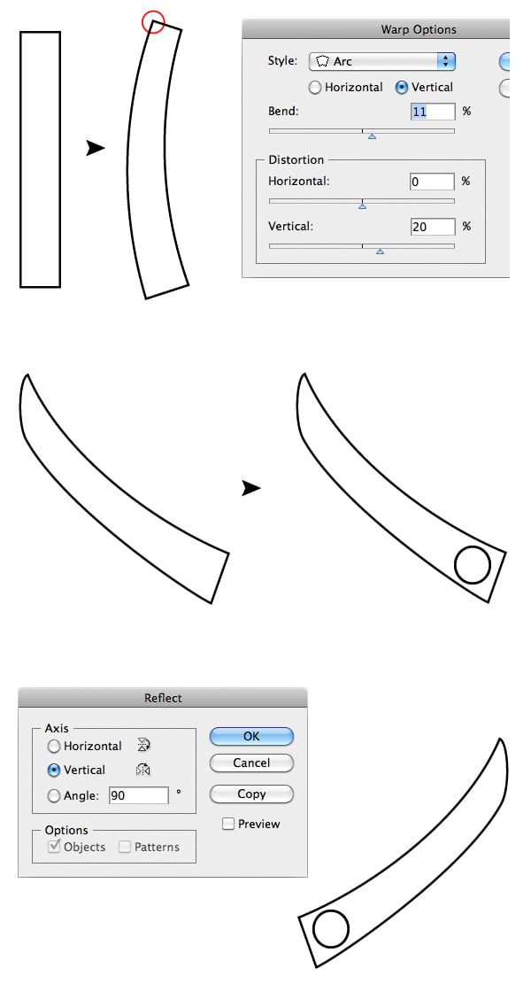 Warp Options
Style: Arc
Horizontal Vertical
Bend: 11 %
Distortion
Horizontal: 0 %
Vertical: 20 %
Reflect
Axis
Horizontal
Vertical
Angle: 90 °
OK
Cancel
Copy
Preview
Options
Objects Patterns